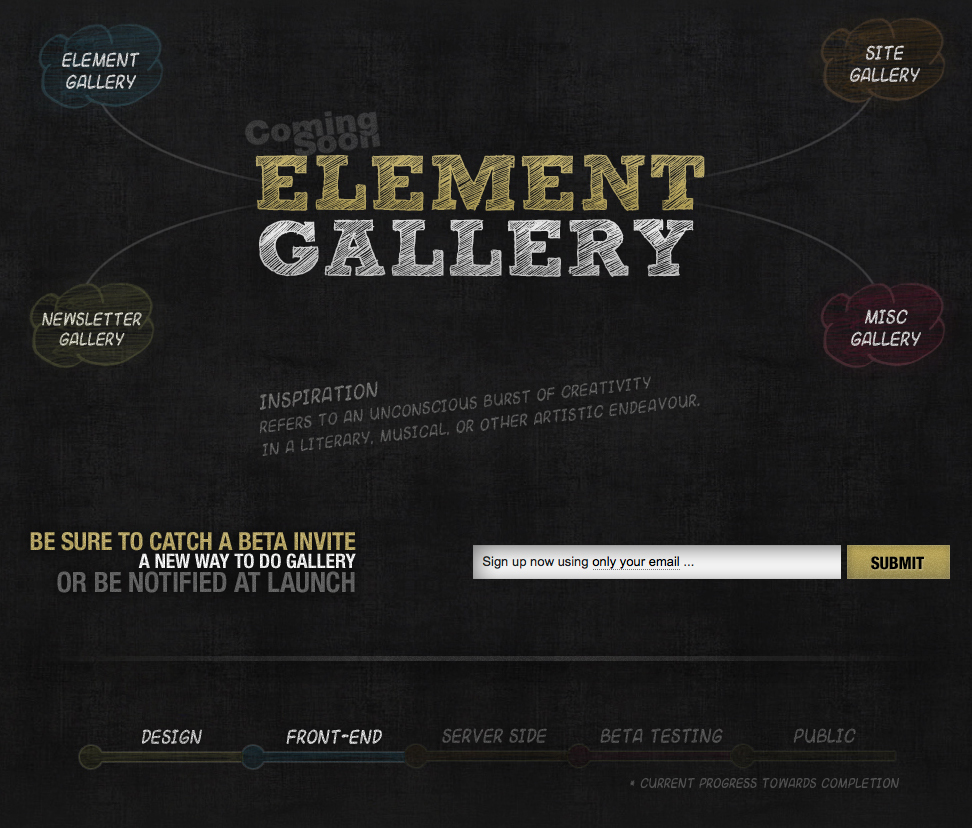 ELEMENT
GALLERY
SITE
GALLERY
Coming
Soon
ELEMENT
GALLERY
NEWSLETTER
GALLERY
MISC
GALLERY
INSPIRATION
REFERS TO AN UNCONSCIOUS BURST OF CREATIVITY
IN A LITERARY, MUSICAL, OR OTHER ARTISTIC ENDEAVOUR.
BE SURE TO CATCH A BETA INVITE
A NEW WAY TO DO GALLERY
OR BE NOTIFIED AT LAUNCH
Sign up now using only your email ...
SUBMIT
DESIGN
FRONT-END
SERVER SIDE
BETA TESTING
PUBLIC
* CURRENT PROGRESS TOWARDS COMPLETION